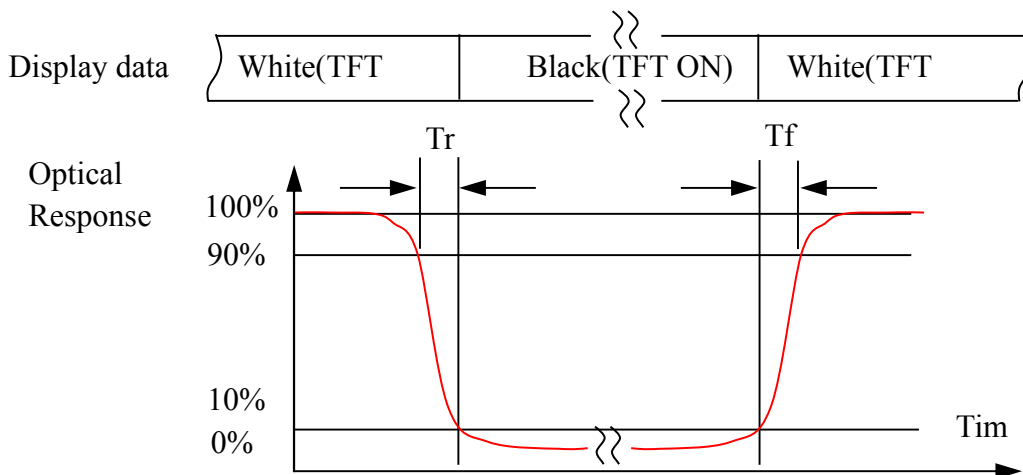 Display data White(TFT Black(TFT ON) White(TFT
Tr Tf
Optical
Response
100%
90%
10%
0%
Tim